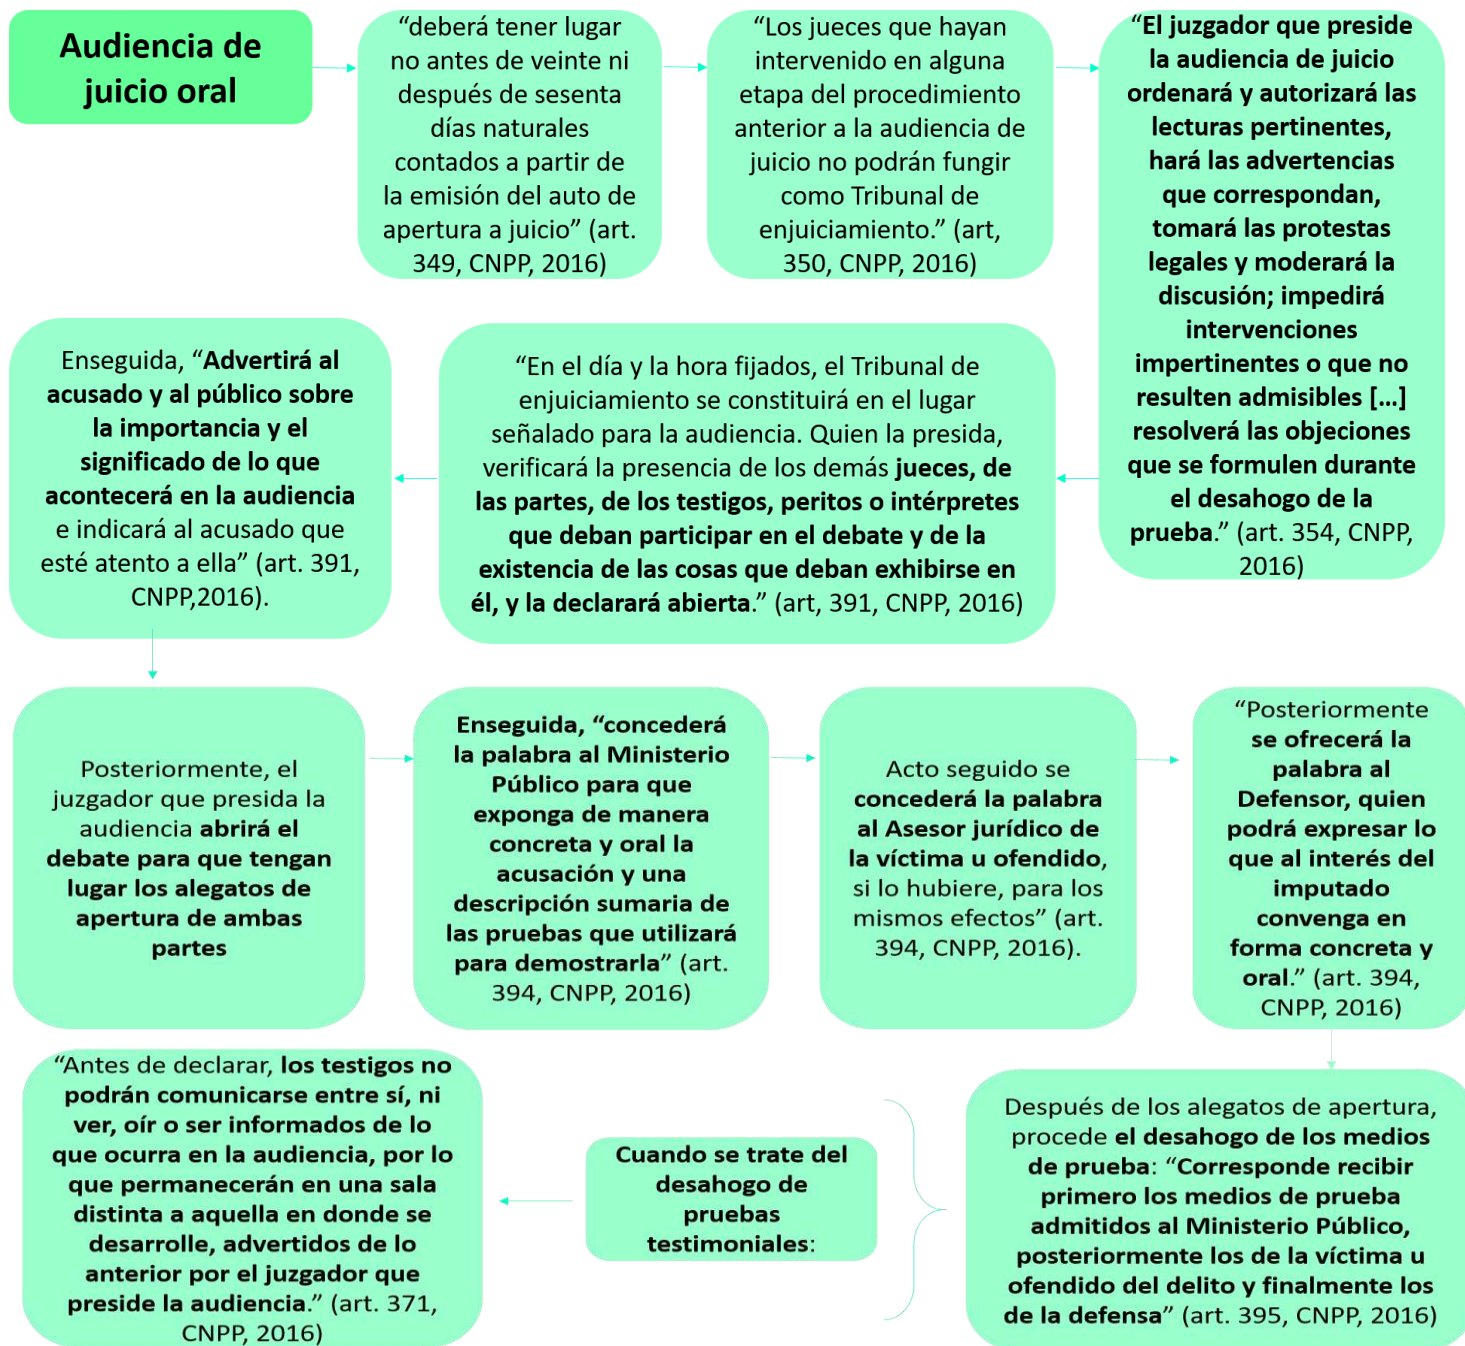 Audiencia de
juicio oral
“deberá tener lugar
no antes de veinte ni
después de sesenta
días naturales
contados a partir de
la emisión del auto de
apertura a juicio” (art.
349, CNPP, 2016)
“Los jueces que hayan
intervenido en alguna
etapa del procedimiento
anterior a la audiencia de
juicio no podrán fungir
como Tribunal de
enjuiciamiento.” (art,
350, CNPP, 2016)
“El juzgador que preside
la audiencia de juicio
ordenará y autorizará las
lecturas pertinentes,
hará las advertencias
que correspondan,
tomará las protestas
legales y moderará la
discusión; impedirá
intervenciones
impertinentes o que no
resulten admisibles [...]
resolverá las objeciones
que se formulen durante
el desahogo de la
prueba.” (art. 354, CNPP,
2016)
“En el día y la hora fijados, el Tribunal de
enjuiciamiento se constituirá en el lugar
señalado para la audiencia. Quien la presida,
verificará la presencia de los demás jueces, de
las partes, de los testigos, peritos o intérpretes
que deban participar en el debate y de la
existencia de las cosas que deban exhibirse en
él, y la declarará abierta.” (art, 391, CNPP, 2016)
Enseguida, “Advertirá al
acusado y al público sobre
la importancia y el
significado de lo que
acontecerá en la audiencia
e indicará al acusado que
esté atento a ella” (art. 391,
CNPP,2016).
Posteriormente, el
juzgador que presida la
audiencia abrirá el
debate para que tengan
lugar los alegatos de
apertura de ambas
partes
Enseguida, “concederá
la palabra al Ministerio
Público para que
exponga de manera
concreta y oral la
acusación y una
descripción sumaria de
las pruebas que utilizará
para demostrarla” (art.
394, CNPP, 2016)
Acto seguido se
concederá la palabra
al Asesor jurídico de
la víctima u ofendido,
si lo hubiere, para los
mismos efectos” (art.
394, CNPP, 2016).
“Posteriormente
se ofrecerá la
palabra al
Defensor, quien
podrá expresar lo
que al interés del
imputado
convenga en
forma concreta y
oral.” (art. 394,
CNPP, 2016)
Después de los alegatos de apertura,
procede el desahogo de los medios
de prueba: “Corresponde recibir
primero los medios de prueba
admitidos al Ministerio Público,
posteriormente los de la víctima u
ofendido del delito y finalmente los
de la defensa” (art. 395, CNPP, 2016)
Cuando se trate del
desahogo de
pruebas
testimoniales:
“Antes de declarar, los testigos no
podrán comunicarse entre sí, ni
ver, oír o ser informados de lo
que ocurra en la audiencia, por lo
que permanecerán en una sala
distinta a aquella en donde se
desarrolle, advertidos de lo
anterior por el juzgador que
preside la audiencia.” (art. 371,
CNPP, 2016)